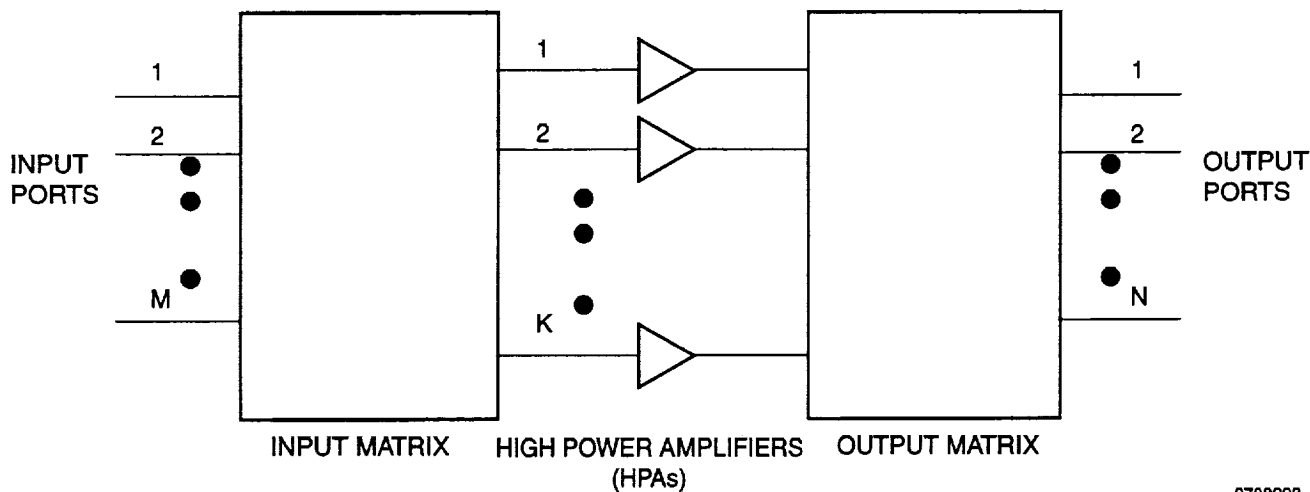 1
1
1
2
2
2
INPUT
PORTS
OUTPUT
PORTS
M
K
N
INPUT MATRIX
HIGH POWER AMPLIFIERS
(HPAs)
OUTPUT MATRIX